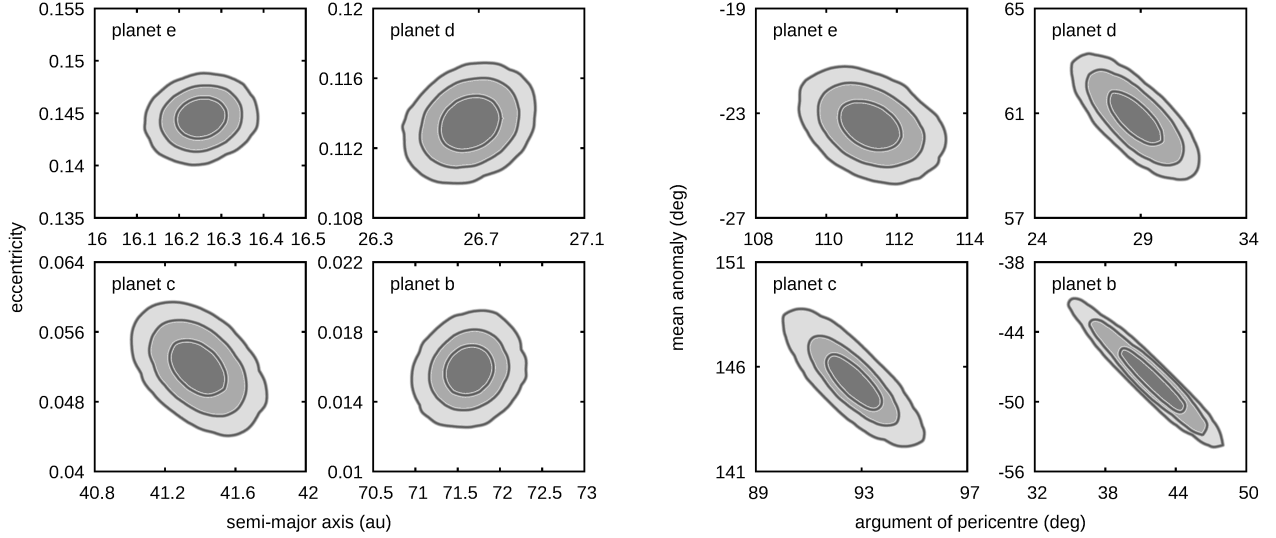 0.155
0.15
0.145
0.14
0.135
planet e
16 16.1 16.2 16.3 16.4 16.5
0.12
0.116
0.112
0.108
planet d
26.3 26.7 27.1
0.064
0.056
0.048
0.04
planet c
40.8 41.2 41.6 42
0.022
0.018
0.014
0.01
planet b
70.5 71 71.5 72 72.5 73
eccentricity
semi-major axis (au)
-19
-23
-27
planet e
108 110 112 114
65
61
57
planet d
24 29 34
151
146
141
planet c
89 93 97
-38
-44
-50
-56
planet b
32 38 44 50
mean anomaly (deg)
argument of pericentre (deg)